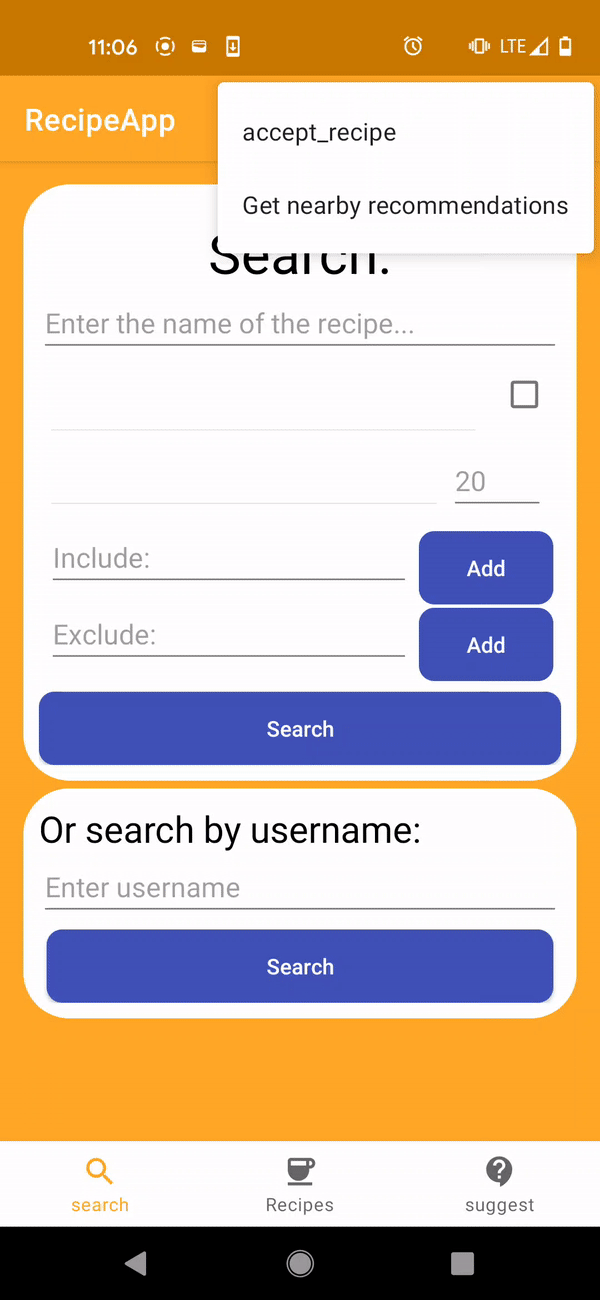 11:06
LTE
RecipeApp
accept_recipe
Get nearby recommendations
Search:
Enter the name of the recipe...
20
Include:
Add
Exclude:
Add
Search
Or search by username:
Enter username
Search
search
Recipes
suggest